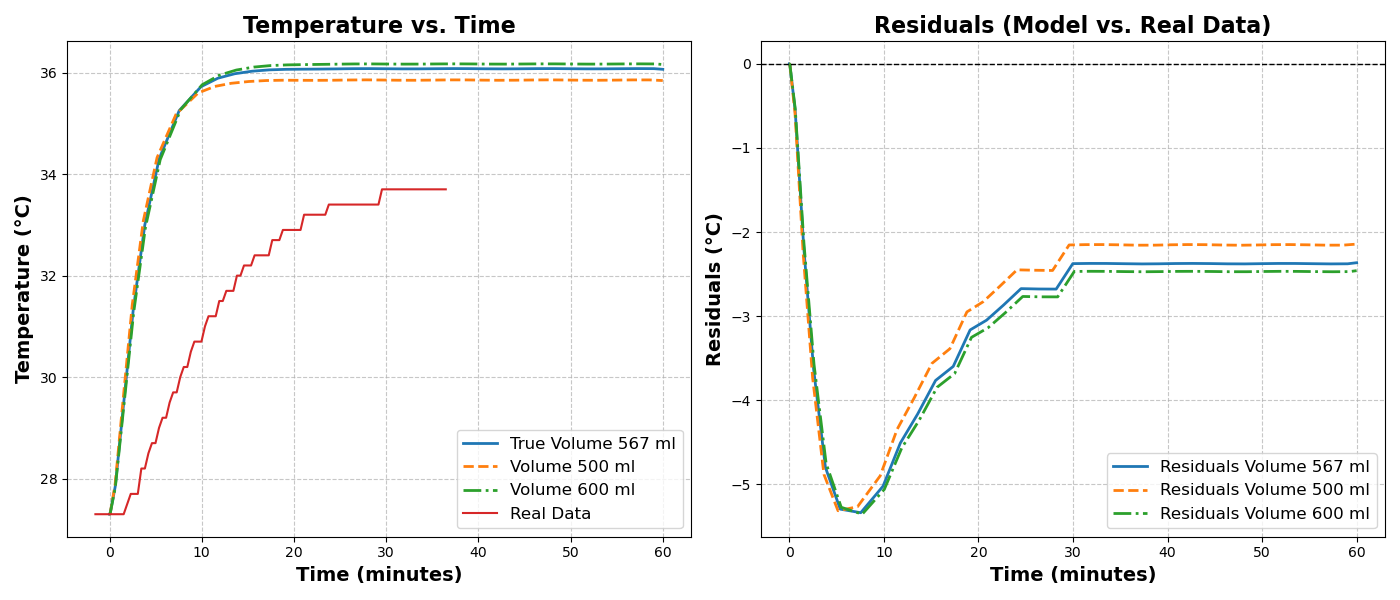 Temperature vs. Time
Temperature (°C)
36
34
32
30
28
True Volume 567 ml
Volume 500 ml
Volume 600 ml
Real Data
0 10 20 30 40 50 60
Time (minutes)
Residuals (Model vs. Real Data)
Residuals (°C)
0
−1
−2
−3
−4
−5
Residuals Volume 567 ml
Residuals Volume 500 ml
Residuals Volume 600 ml
0 10 20 30 40 50 60
Time (minutes)